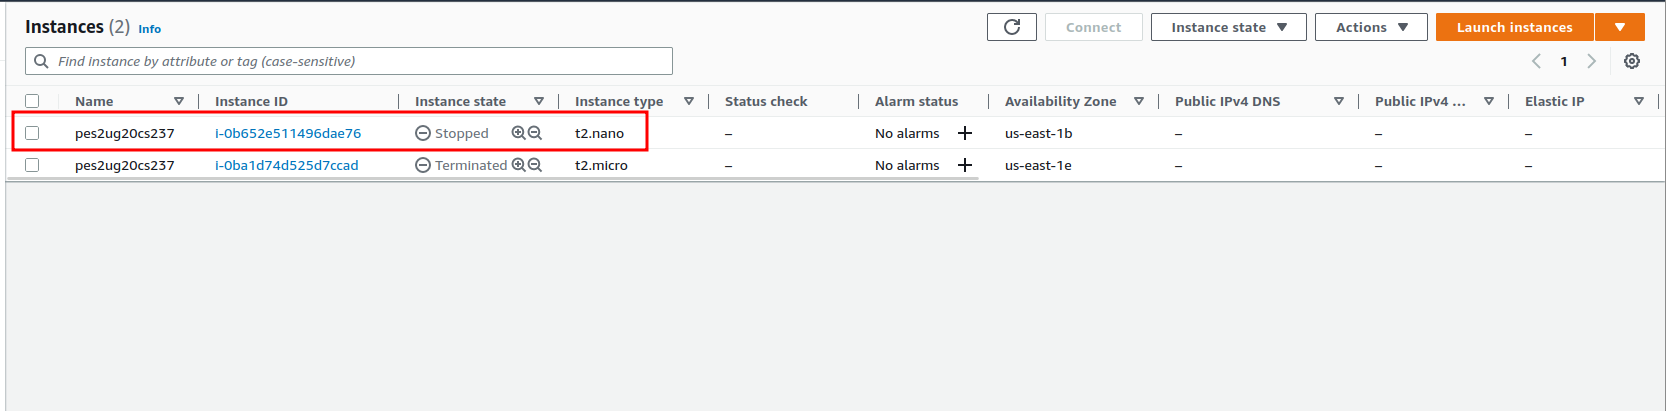 Instances (2) Info
Connect Instance state Actions Launch instances
Find instance by attribute or tag (case-sensitive)
1
Name Instance ID Instance state Instance type Status check Alarm status Availability Zone Public IPv4 DNS Public IPv4 ... Elastic IP
pes2ug20cs237 i-0b652e511496dae76 Stopped t2.nano – No alarms + us-east-1b – – –
pes2ug20cs237 i-0ba1d74d525d7ccad Terminated t2.micro – No alarms + us-east-1e – – –